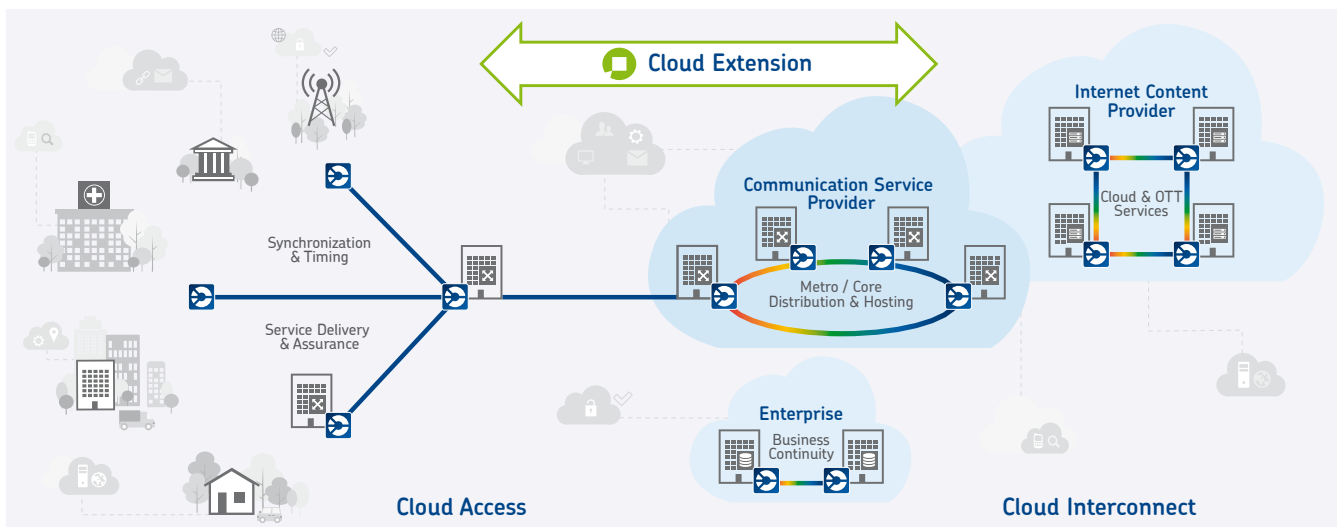 Cloud Extension
Internet Content
Provider
Cloud & OTT
Services
Communication Service
Provider
Metro / Core
Distribution & Hosting
Synchronization
& Timing
Service Delivery
& Assurance
Enterprise
Business
Continuity
Cloud Access
Cloud Interconnect